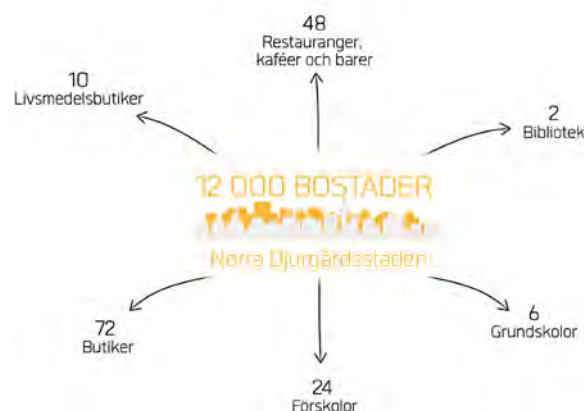 48
Restauranger,
kaféer och barer
10
Livsmedelsbutiker
2
Bibliotek
12 000 BOSTÄDER
Norra Djurgårdsstaden
72
Butiker
6
Grundskolor
24
Förskolor